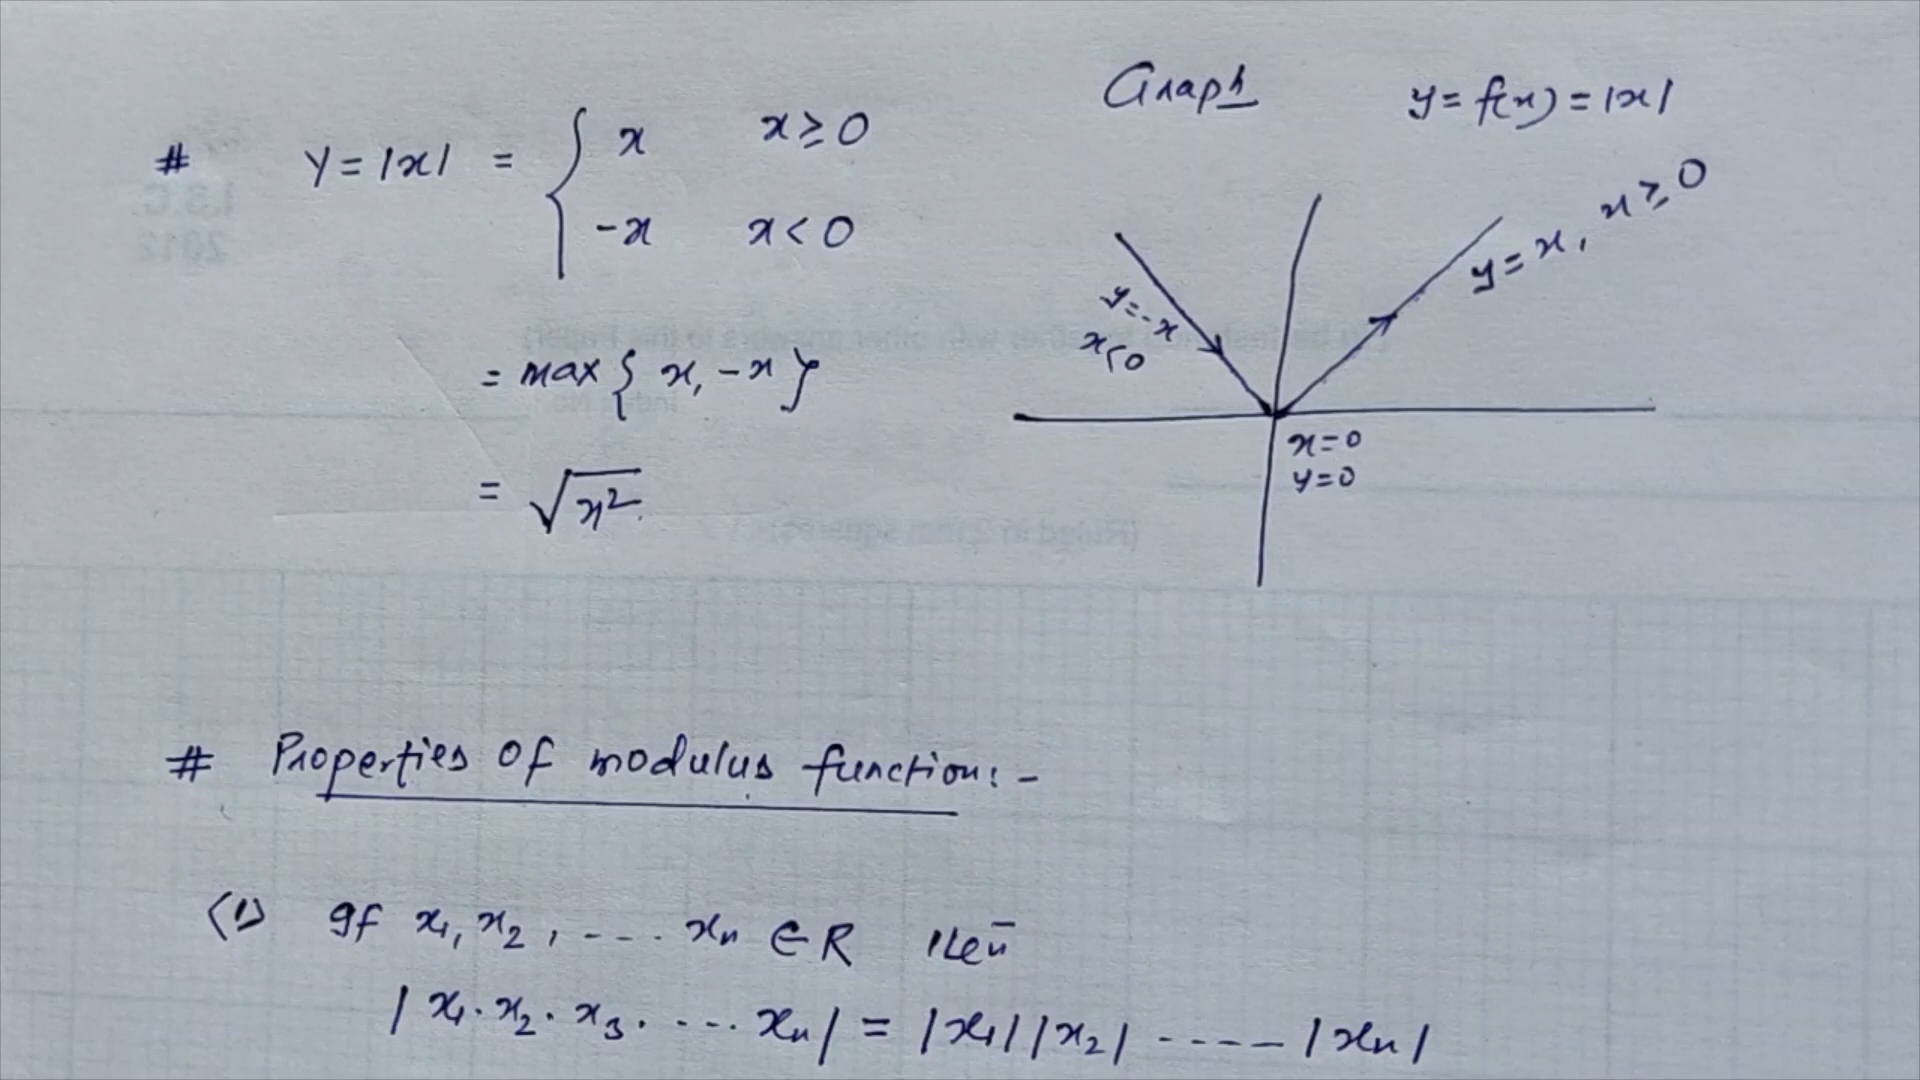 # Y = |x| = { x x ≥ 0
-x x < 0
= max { x, -x }
= √x²
Graph y = f(x) = |x|
y = x, x ≥ 0
y = -x
x < 0
x = 0
y = 0
# Properties of modulus function: -
(1) If x₁, x₂, - - - . xₙ ∈ R then
| x₁ . x₂ . x₃ . - - - . xₙ | = |x₁| |x₂| - - - - - |xₙ|